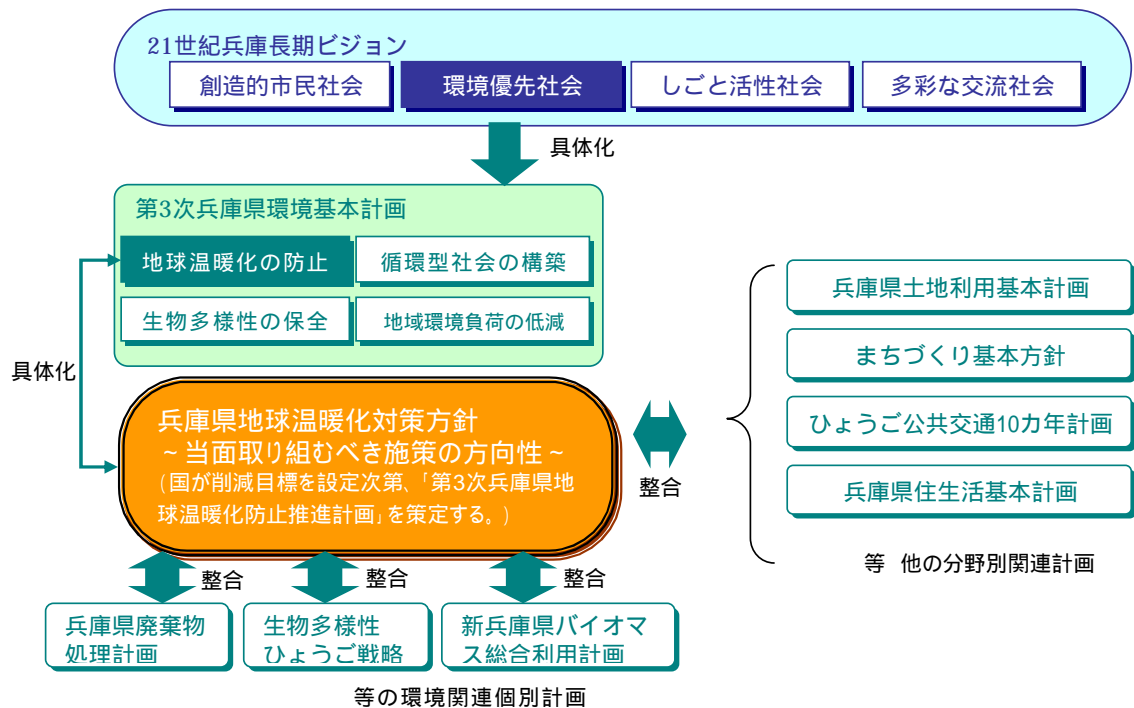 21世紀兵庫長期ビジョン
創造的市民社会
環境優先社会
しごと活性社会
多彩な交流社会
具体化
第3次兵庫県環境基本計画
地球温暖化の防止
循環型社会の構築
生物多様性の保全
地域環境負荷の低減
具体化
兵庫県地球温暖化対策方針
~当面取り組むべき施策の方向性~
(国が削減目標を設定次第、「第3次兵庫県地
球温暖化防止推進計画」を策定する。)
整合
兵庫県土地利用基本計画
まちづくり基本方針
ひょうご公共交通10カ年計画
兵庫県住生活基本計画
等 他の分野別関連計画
整合
整合
整合
兵庫県廃棄物
処理計画
生物多様性
ひょうご戦略
新兵庫県バイオマ
ス総合利用計画
等の環境関連個別計画